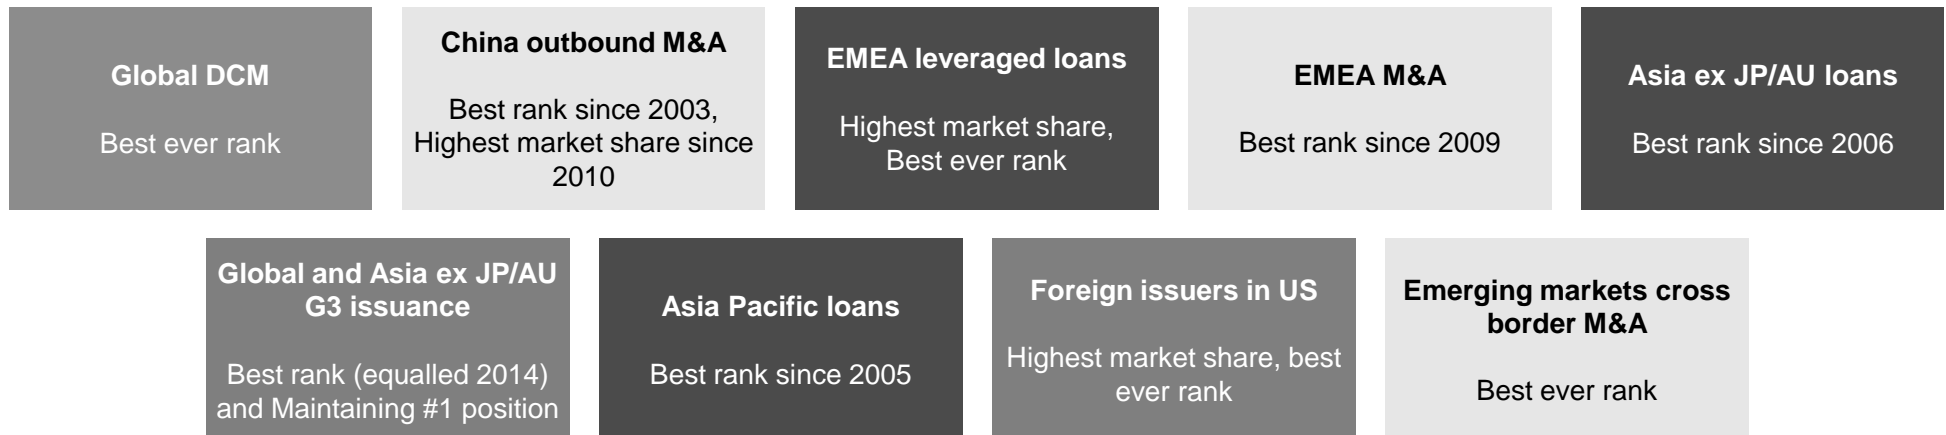 Global DCM
Best ever rank
China outbound M&A
Best rank since 2003,
Highest market share since
2010
EMEA leveraged loans
Highest market share,
Best ever rank
EMEA M&A
Best rank since 2009
Asia ex JP/AU loans
Best rank since 2006
Global and Asia ex JP/AU
G3 issuance
Best rank (equalled 2014)
and Maintaining #1 position
Asia Pacific loans
Best rank since 2005
Foreign issuers in US
Highest market share, best
ever rank
Emerging markets cross
border M&A
Best ever rank